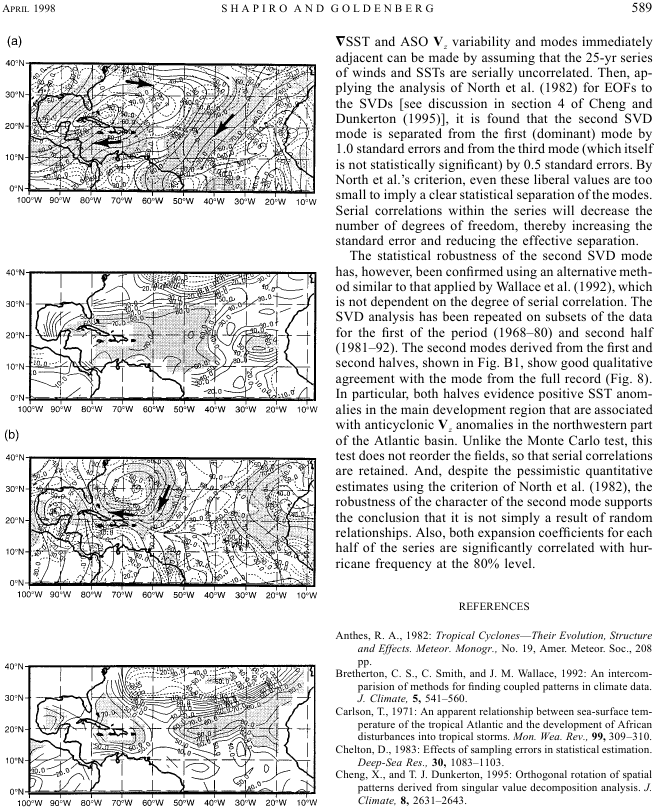 APRIL 1998
SHAPIRO AND GOLDENBERG
589
(a)
40°N
30°N
20°N
10°N
0°N
100°W 90°W 80°W 70°W 60°W 50°W 40°W 30°W 20°W 10°W
40°N
30°N
20°N
10°N
0°N
100°W 90°W 80°W 70°W 60°W 50°W 40°W 30°W 20°W 10°W
(b)
40°N
30°N
20°N
10°N
0°N
100°W 90°W 80°W 70°W 60°W 50°W 40°W 30°W 20°W 10°W
40°N
30°N
20°N
10°N
0°N
100°W 90°W 80°W 70°W 60°W 50°W 40°W 30°W 20°W 10°W
∇SST and ASO Vz variability and modes immediately
adjacent can be made by assuming that the 25-yr series
of winds and SSTs are serially uncorrelated. Then, ap-
plying the analysis of North et al. (1982) for EOFs to
the SVDs [see discussion in section 4 of Cheng and
Dunkerton (1995)], it is found that the second SVD
mode is separated from the first (dominant) mode by
1.0 standard errors and from the third mode (which itself
is not statistically significant) by 0.5 standard errors. By
North et al.'s criterion, even these liberal values are too
small to imply a clear statistical separation of the modes.
Serial correlations within the series will decrease the
number of degrees of freedom, thereby increasing the
standard error and reducing the effective separation.
The statistical robustness of the second SVD mode
has, however, been confirmed using an alternative meth-
od similar to that applied by Wallace et al. (1992), which
is not dependent on the degree of serial correlation. The
SVD analysis has been repeated on subsets of the data
for the first of the period (1968–80) and second half
(1981–92). The second modes derived from the first and
second halves, shown in Fig. B1, show good qualitative
agreement with the mode from the full record (Fig. 8).
In particular, both halves evidence positive SST anom-
alies in the main development region that are associated
with anticyclonic Vz anomalies in the northwestern part
of the Atlantic basin. Unlike the Monte Carlo test, this
test does not reorder the fields, so that serial correlations
are retained. And, despite the pessimistic quantitative
estimates using the criterion of North et al. (1982), the
robustness of the character of the second mode supports
the conclusion that it is not simply a result of random
relationships. Also, both expansion coefficients for each
half of the series are significantly correlated with hur-
ricane frequency at the 80% level.
REFERENCES
Anthes, R. A., 1982: Tropical Cyclones—Their Evolution, Structure
and Effects. Meteor. Monogr., No. 19, Amer. Meteor. Soc., 208
pp.
Bretherton, C. S., C. Smith, and J. M. Wallace, 1992: An intercom-
parision of methods for finding coupled patterns in climate data.
J. Climate, 5, 541–560.
Carlson, T., 1971: An apparent relationship between sea-surface tem-
perature of the tropical Atlantic and the development of African
disturbances into tropical storms. Mon. Wea. Rev., 99, 309–310.
Chelton, D., 1983: Effects of sampling errors in statistical estimation.
Deep-Sea Res., 30, 1083–1103.
Cheng, X., and T. J. Dunkerton, 1995: Orthogonal rotation of spatial
patterns derived from singular value decomposition analysis. J.
Climate, 8, 2631–2643.